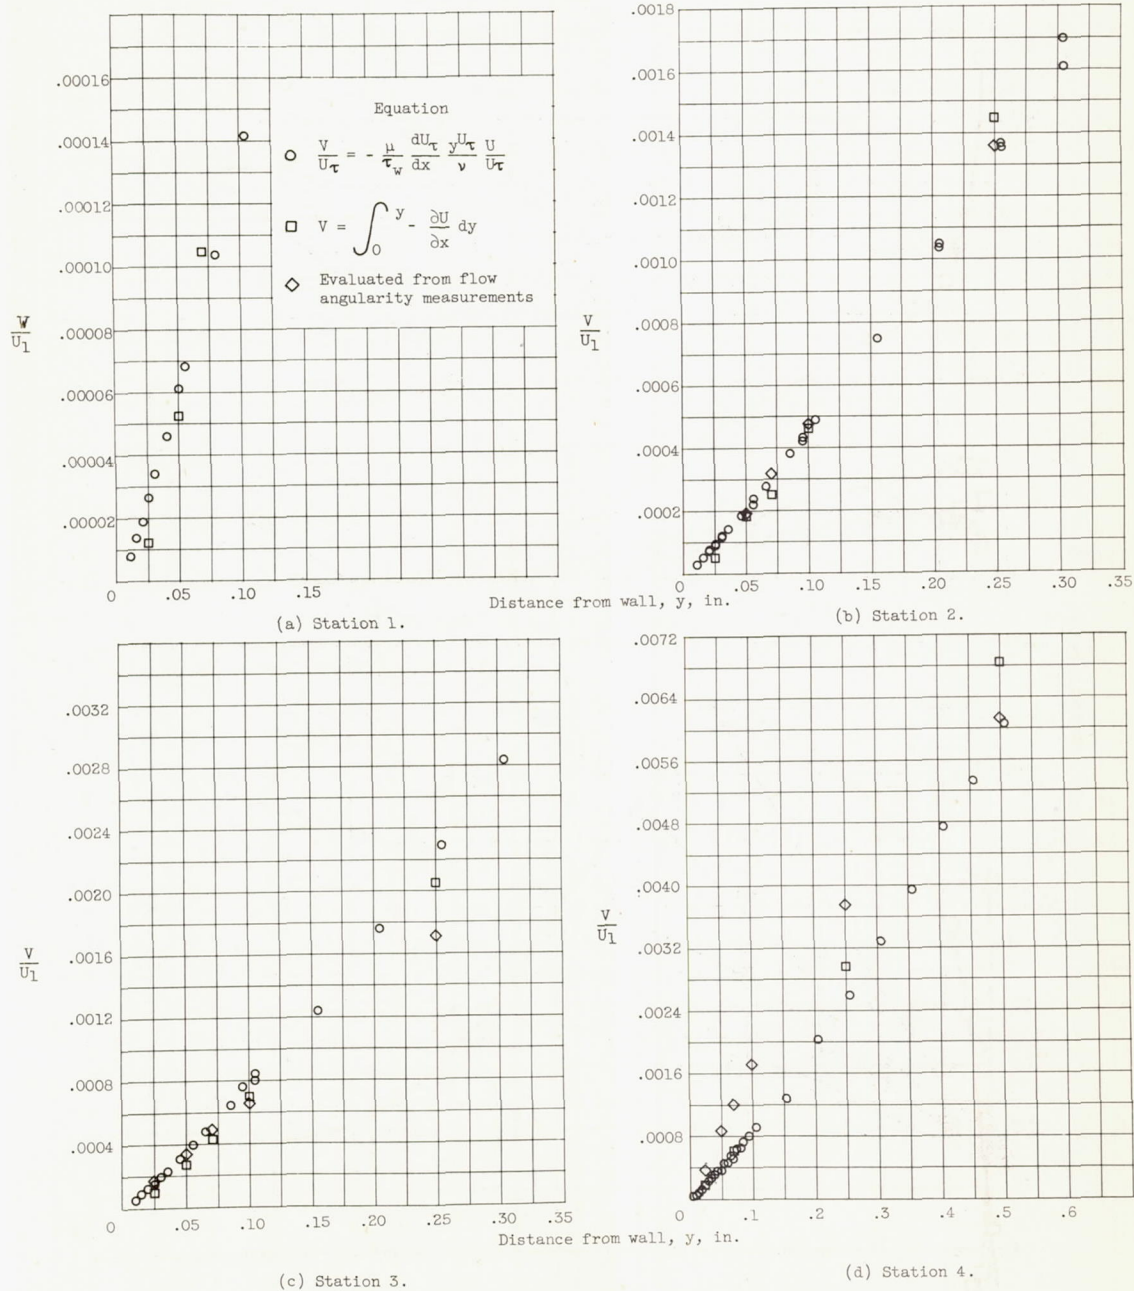 .00016
.00014
.00012
.00010
.00008
.00006
.00004
.00002
0 .05 .10 .15
W/U₁
Equation
○ V/Uτ = - μ/τw dUτ/dx yUτ/ν U/Uτ
□ V = ∫₀ʸ - ∂U/∂x dy
◇ Evaluated from flow
angularity measurements
(a) Station 1.
.0018
.0016
.0014
.0012
.0010
.0008
.0006
.0004
.0002
0 .05 .10 .15 .20 .25 .30 .35
V/U₁
Distance from wall, y, in.
(b) Station 2.
.0032
.0028
.0024
.0020
.0016
.0012
.0008
.0004
0 .05 .10 .15 .20 .25 .30 .35
V/U₁
(c) Station 3.
.0072
.0064
.0056
.0048
.0040
.0032
.0024
.0016
.0008
0 .1 .2 .3 .4 .5 .6
V/U₁
Distance from wall, y, in.
(d) Station 4.